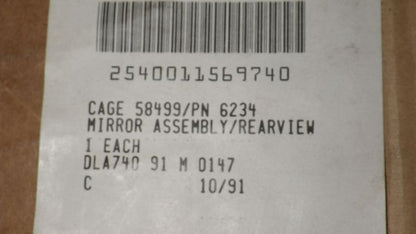 2540011569740
CAGE 58499/PN 6234
MIRROR ASSEMBLY/REARVIEW
1 EACH
DLA740 91 M 0147
C 10/91